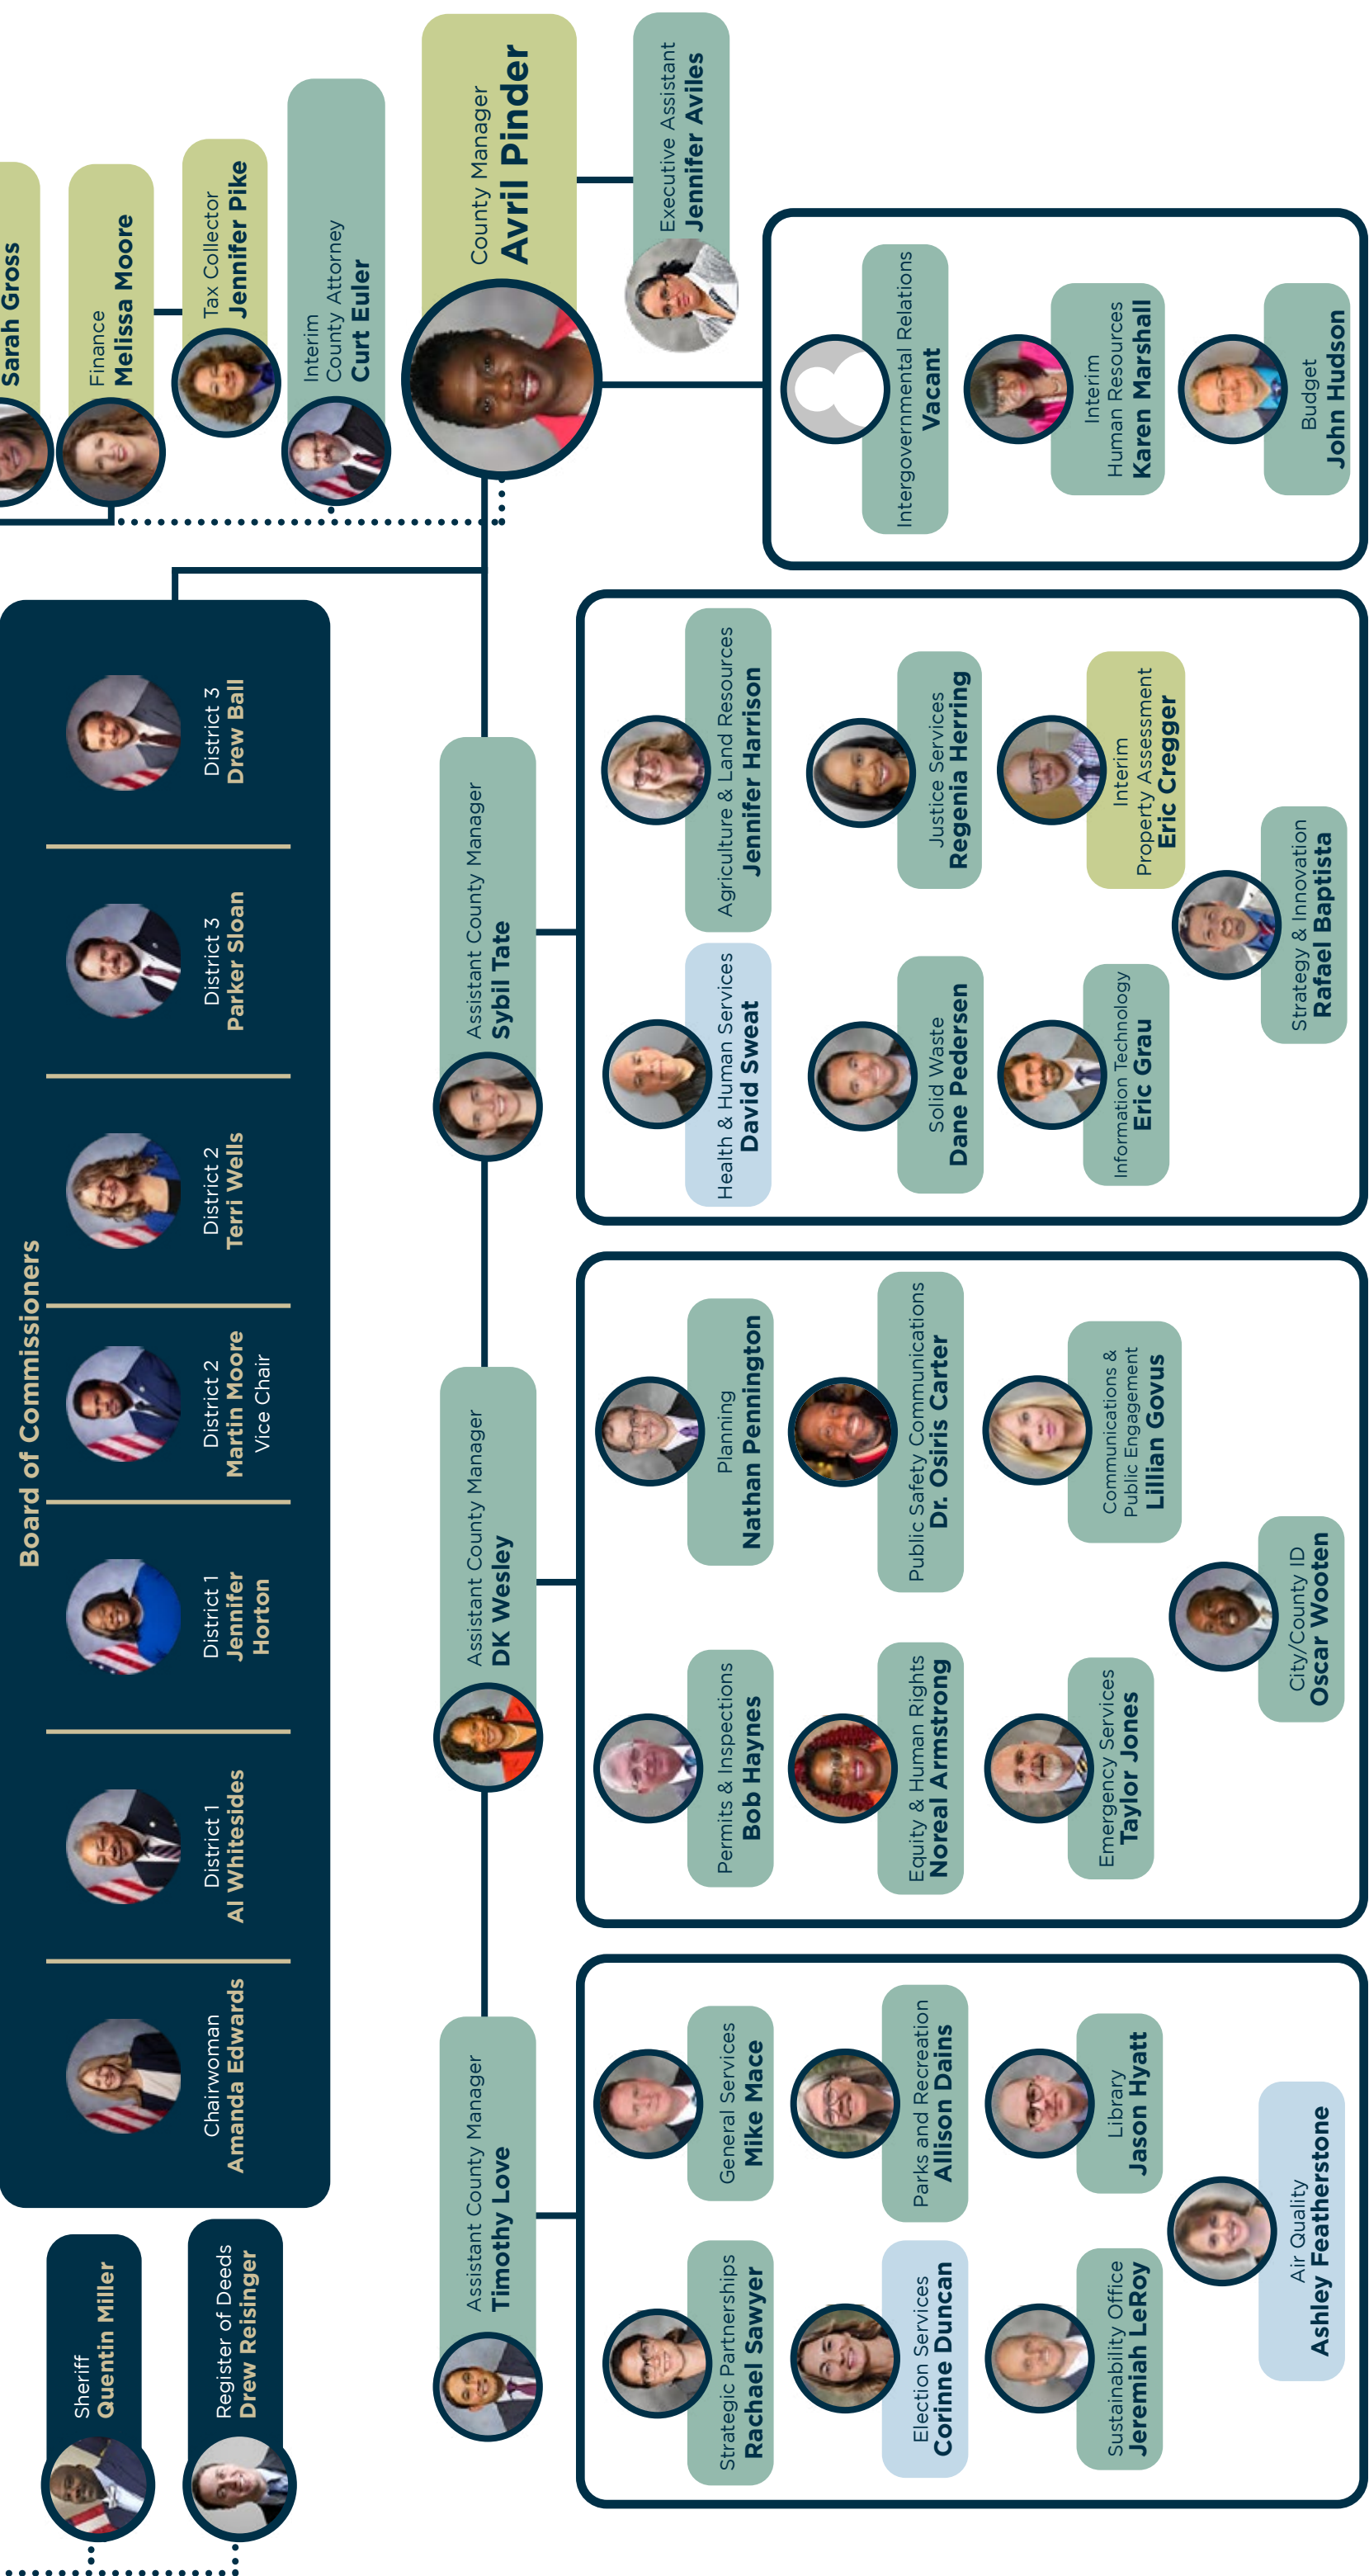 Sarah Gross
Finance
Melissa Moore
Tax Collector
Jennifer Pike
Interim
County Attorney
Curt Euler
Board of Commissioners
Chairwoman
Amanda Edwards
District 1
Al Whitesides
District 1
Jennifer
Horton
District 2
Martin Moore
Vice Chair
District 2
Terri Wells
District 3
Parker Sloan
District 3
Drew Ball
Sheriff
Quentin Miller
Register of Deeds
Drew Reisinger
County Manager
Avril Pinder
Executive Assistant
Jennifer Aviles
Assistant County Manager
Timothy Love
Strategic Partnerships
Rachael Sawyer
General Services
Mike Mace
Election Services
Corinne Duncan
Parks and Recreation
Allison Dains
Sustainability Office
Jeremiah LeRoy
Library
Jason Hyatt
Air Quality
Ashley Featherstone
Assistant County Manager
DK Wesley
Permits & Inspections
Bob Haynes
Planning
Nathan Pennington
Equity & Human Rights
Noreal Armstrong
Public Safety Communications
Dr. Osiris Carter
Emergency Services
Taylor Jones
Communications &
Public Engagement
Lillian Govus
City/County ID
Oscar Wooten
Assistant County Manager
Sybil Tate
Health & Human Services
David Sweat
Agriculture & Land Resources
Jennifer Harrison
Solid Waste
Dane Pedersen
Justice Services
Regenia Herring
Information Technology
Eric Grau
Interim
Property Assessment
Eric Cregger
Strategy & Innovation
Rafael Baptista
Intergovernmental Relations
Vacant
Interim
Human Resources
Karen Marshall
Budget
John Hudson